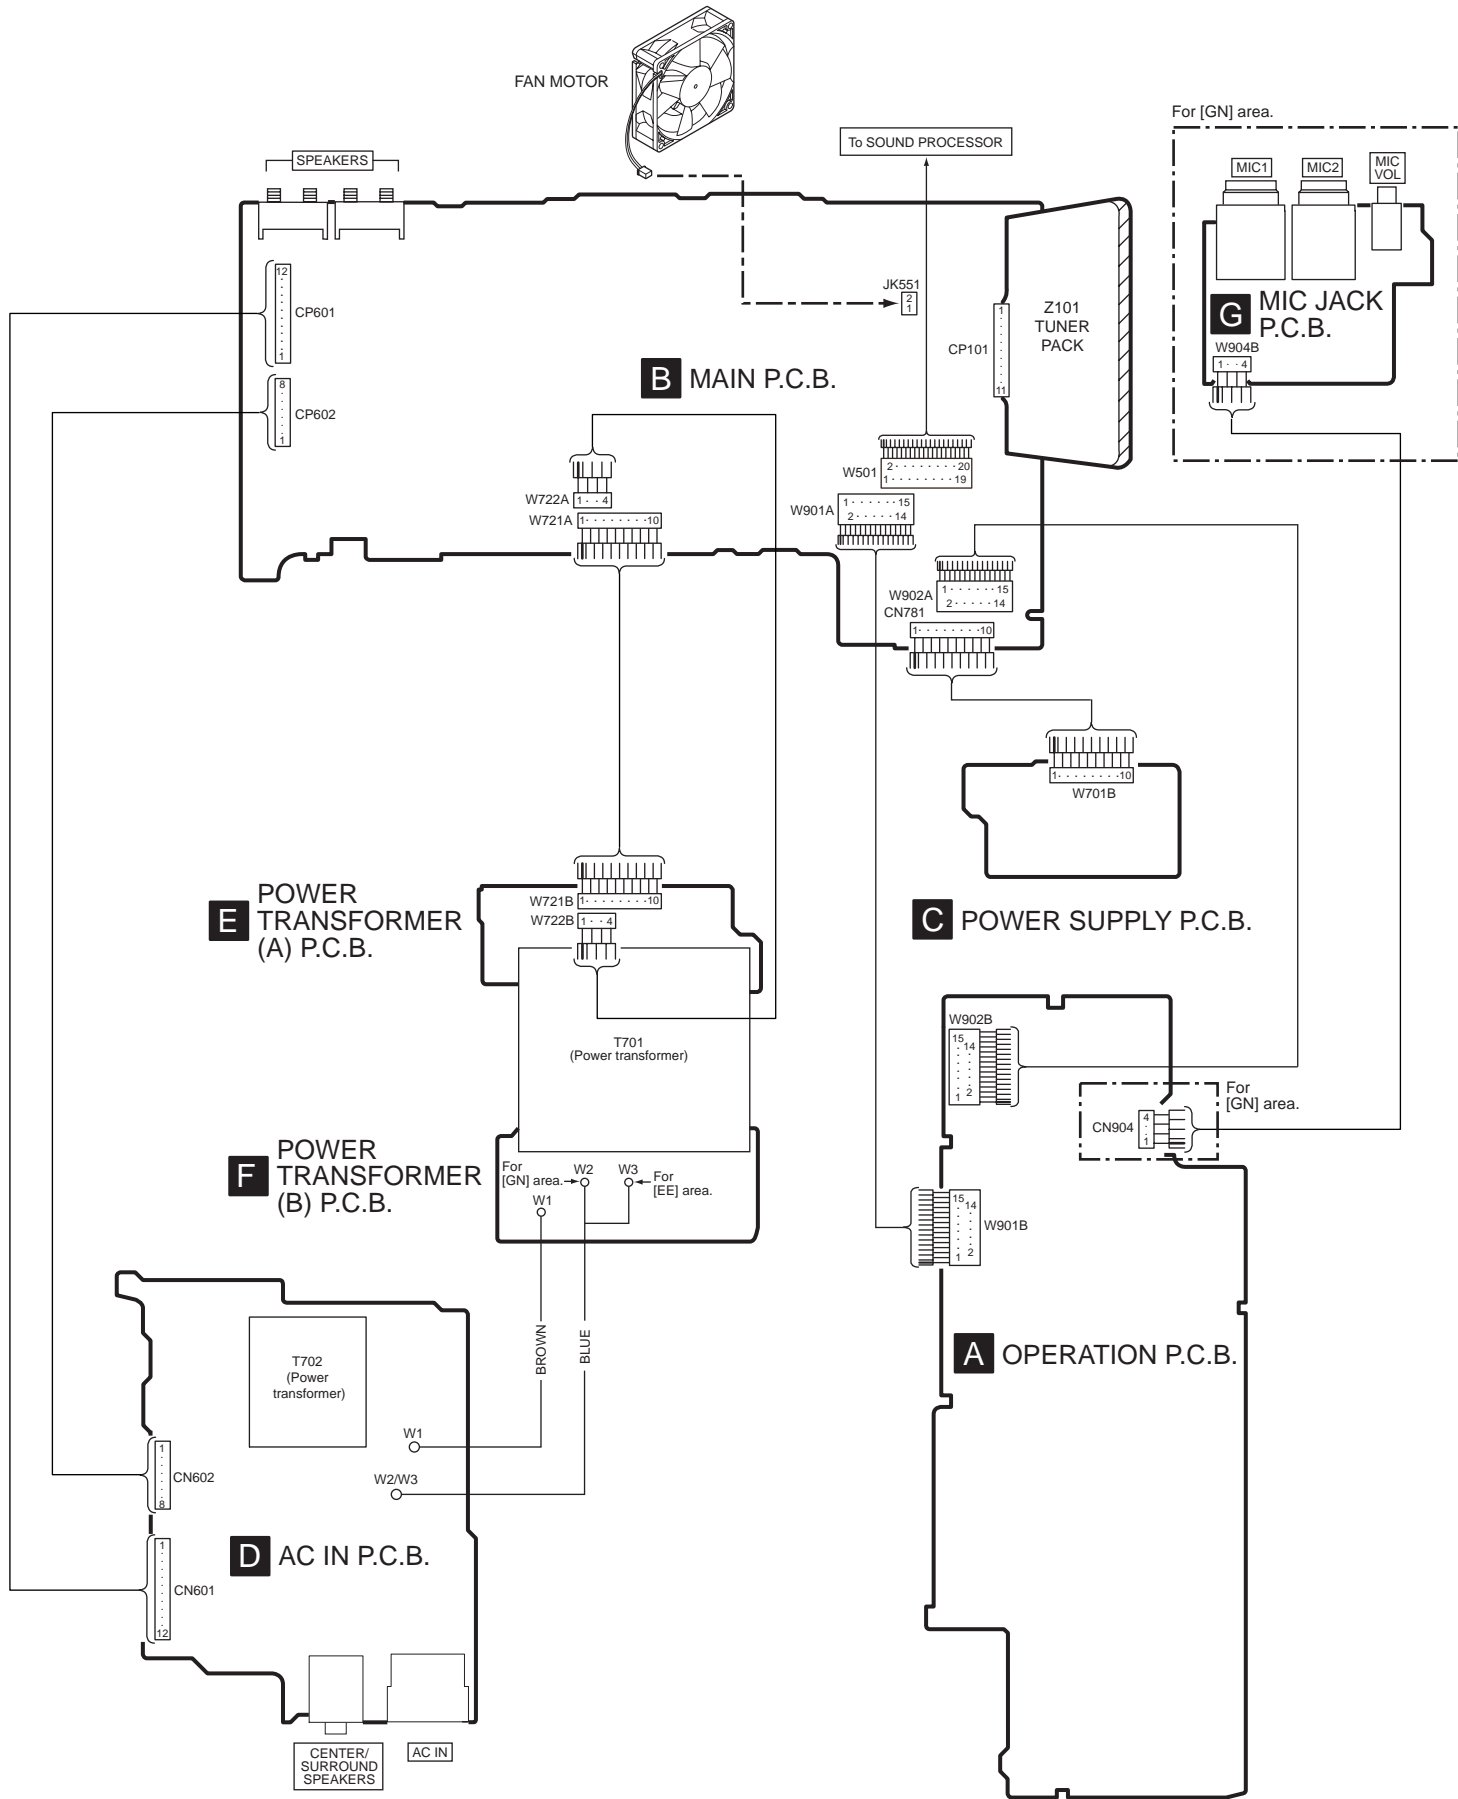 FAN MOTOR
To SOUND PROCESSOR
For [GN] area.
SPEAKERS
MIC1
MIC2
MIC
VOL
12
CP601
1
8
CP602
1
JK551
2
1
CP101
1
11
Z101
TUNER
PACK
G MIC JACK
P.C.B.
W904B
1 · · 4
B MAIN P.C.B.
W501
2 · · · · · · · · 20
1 · · · · · · · · 19
W722A
1 · · 4
W721A
1 · · · · · · · · 10
W901A
1 · · · · · · 15
2 · · · · · 14
W902A
1 · · · · · · 15
2 · · · · · 14
CN781
1 · · · · · · · · 10
1 · · · · · · · · 10
W701B
E POWER
TRANSFORMER
(A) P.C.B.
W721B
1 · · · · · · · · 10
W722B
1 · · 4
C POWER SUPPLY P.C.B.
T701
(Power transformer)
W902B
15
14
1
2
For
[GN] area.
CN904
4
1
F POWER
TRANSFORMER
(B) P.C.B.
For
[GN] area.
W2
W3
For
[EE] area.
W1
15
14
1
2
W901B
BROWN
BLUE
A OPERATION P.C.B.
T702
(Power
transformer)
W1
W2/W3
1
CN602
8
D AC IN P.C.B.
1
CN601
12
CENTER/
SURROUND
SPEAKERS
AC IN